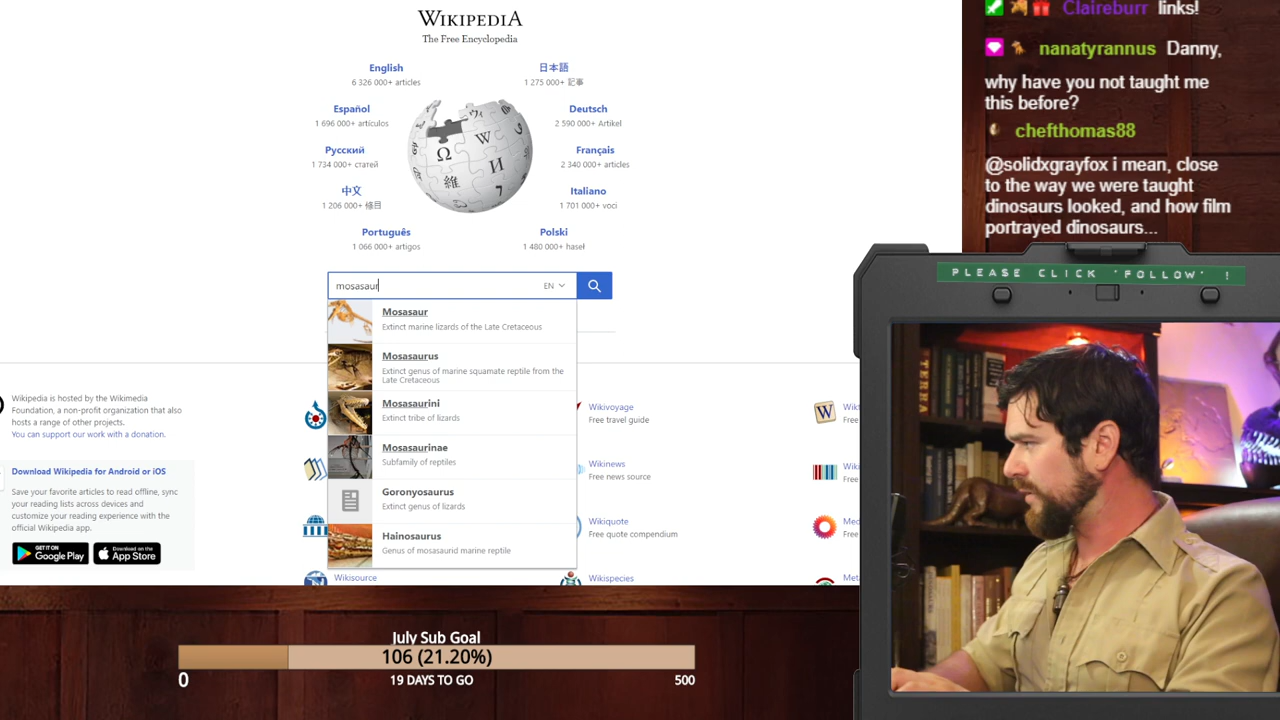 WIKIPEDIA
The Free Encyclopedia
English
6 326 000+ articles
日本語
1 275 000+ 記事
Español
1 696 000+ artículos
Deutsch
2 590 000+ Artikel
Русский
1 734 000+ статей
Français
2 340 000+ articles
中文
1 206 000+ 條目
Italiano
1 701 000+ voci
Português
1 066 000+ artigos
Polski
1 480 000+ haseł
mosasaur
EN
Mosasaur
Extinct marine lizards of the Late Cretaceous
Mosasaurus
Extinct genus of marine squamate reptile from the
Late Cretaceous
Mosasaurini
Extinct tribe of lizards
Mosasaurinae
Subfamily of reptiles
Goronyosaurus
Extinct genus of lizards
Hainosaurus
Genus of mosasaurid marine reptile
Wikipedia is hosted by the Wikimedia
Foundation, a non-profit organization that also
hosts a range of other projects.
You can support our work with a donation.
Download Wikipedia for Android or iOS
Save your favorite articles to read offline, sync
your reading lists across devices and
customize your reading experience with the
official Wikipedia app.
GET IT ON
Google Play
Download on the
App Store
Wikivoyage
Free travel guide
Wikinews
Free news source
Wikiquote
Free quote compendium
Wikisource
Wikispecies
Free
Free
Free
Free
Claireburr links!
nanatyrannus Danny,
why have you not taught me
this before?
chefthomas88
@solidxgrayfox i mean, close
to the way we were taught
dinosaurs looked, and how film
portrayed dinosaurs...
PLEASE CLICK 'FOLLOW' !
July Sub Goal
106 (21.20%)
0
19 DAYS TO GO
500